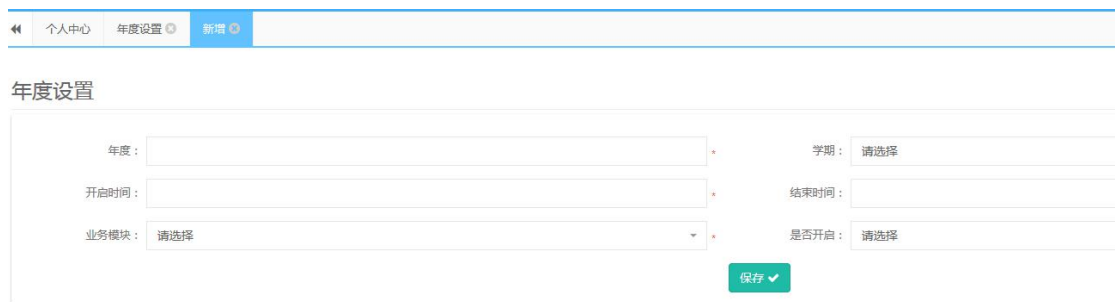 个人中心 年度设置 新增
年度设置
年度： * 学期： 请选择
开启时间： * 结束时间：
业务模块： 请选择 * 是否开启： 请选择
保存